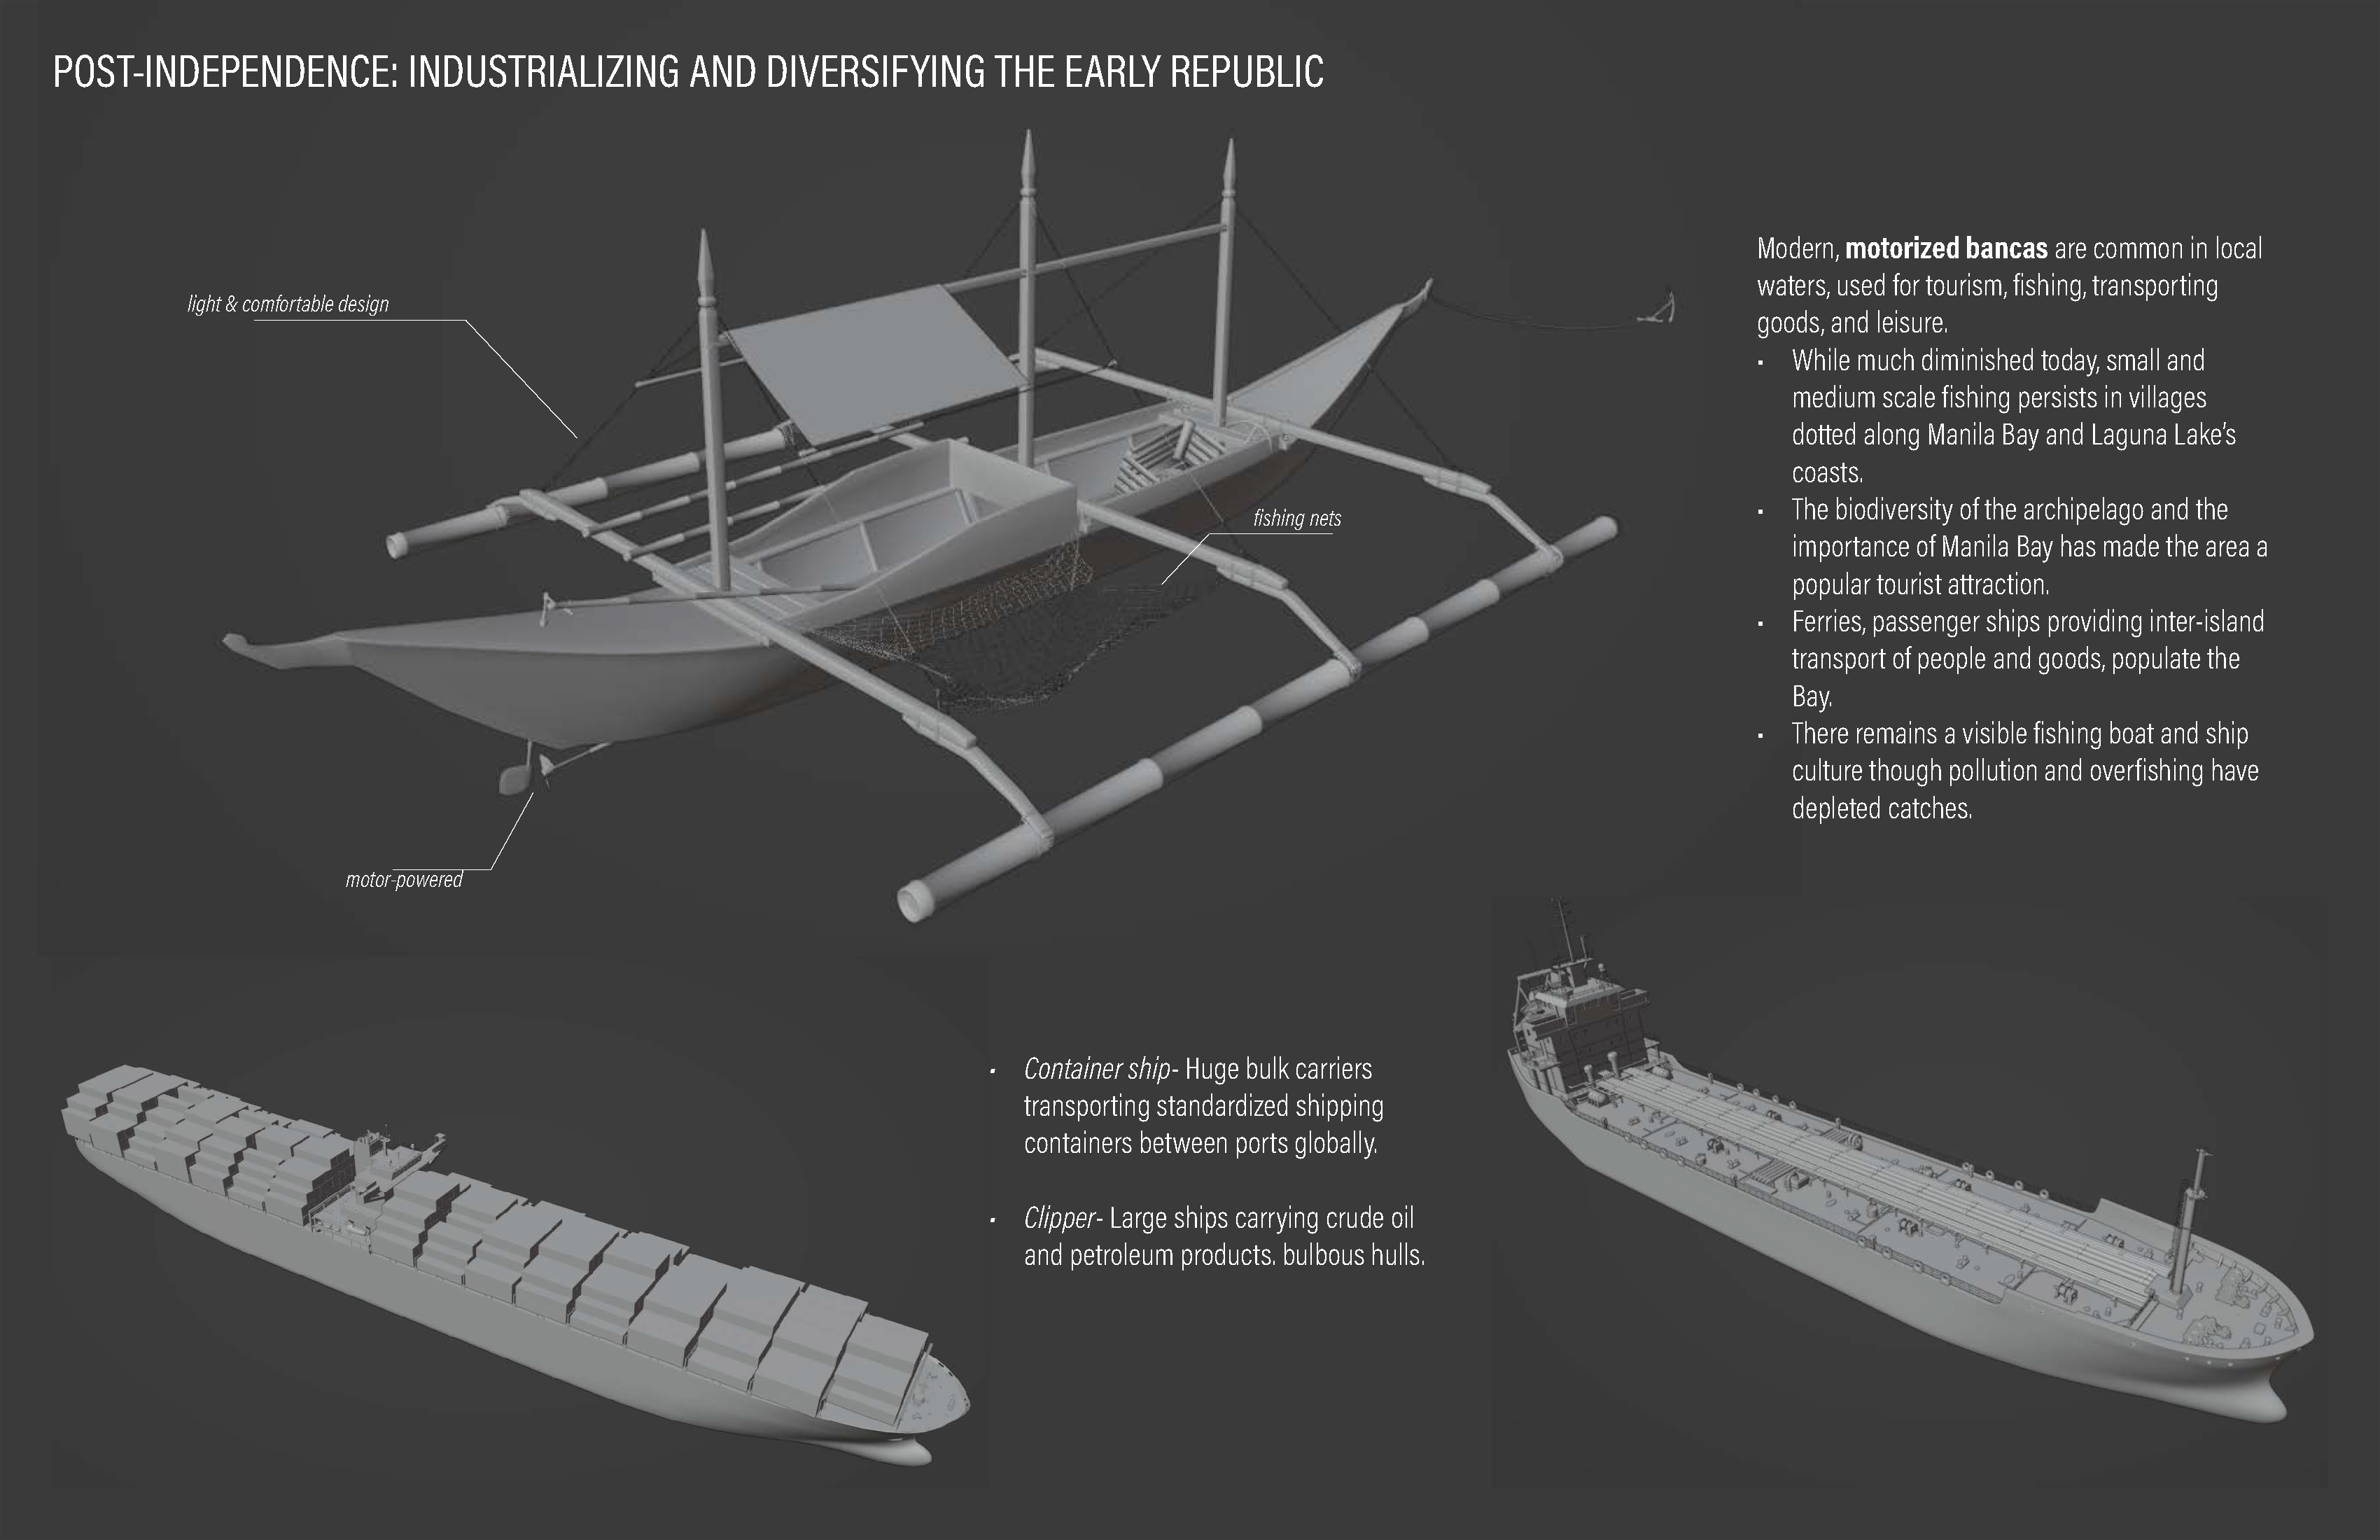 POST-INDEPENDENCE: INDUSTRIALIZING AND DIVERSIFYING THE EARLY REPUBLIC
light & comfortable design
fishing nets
motor-powered
Modern, motorized bancas are common in local
waters, used for tourism, fishing, transporting
goods, and leisure.
• While much diminished today, small and
medium scale fishing persists in villages
dotted along Manila Bay and Laguna Lake's
coasts.
• The biodiversity of the archipelago and the
importance of Manila Bay has made the area a
popular tourist attraction.
• Ferries, passenger ships providing inter-island
transport of people and goods, populate the
Bay.
• There remains a visible fishing boat and ship
culture though pollution and overfishing have
depleted catches.
• Container ship- Huge bulk carriers
transporting standardized shipping
containers between ports globally.
• Clipper- Large ships carrying crude oil
and petroleum products. bulbous hulls.